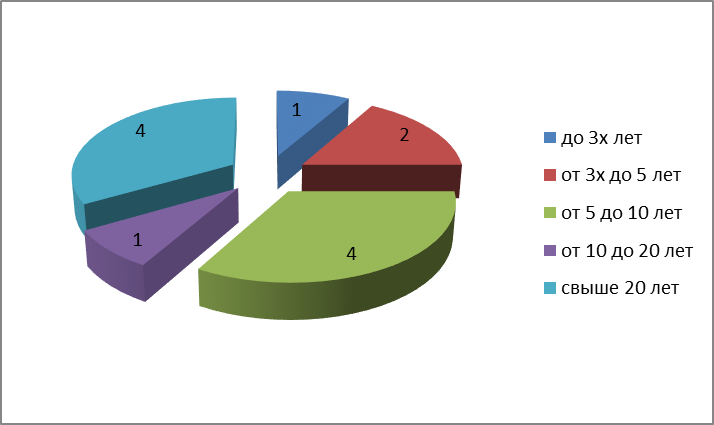 1
2
4
1
4
до 3х лет
от 3х до 5 лет
от 5 до 10 лет
от 10 до 20 лет
свыше 20 лет